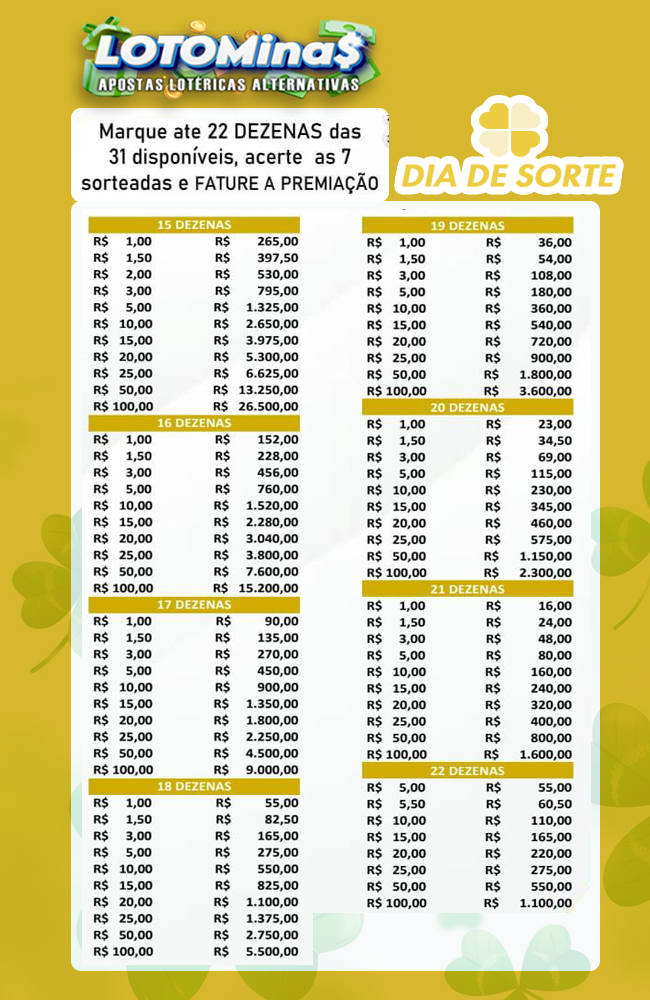 LOTOMina$
APOSTAS LOTÉRICAS ALTERNATIVAS
Marque ate 22 DEZENAS das
31 disponíveis, acerte as 7
sorteadas e FATURE A PREMIAÇÃO
DIA DE SORTE
15 DEZENAS
R$ 1,00 R$ 265,00
R$ 1,50 R$ 397,50
R$ 2,00 R$ 530,00
R$ 3,00 R$ 795,00
R$ 5,00 R$ 1.325,00
R$ 10,00 R$ 2.650,00
R$ 15,00 R$ 3.975,00
R$ 20,00 R$ 5.300,00
R$ 25,00 R$ 6.625,00
R$ 50,00 R$ 13.250,00
R$ 100,00 R$ 26.500,00
16 DEZENAS
R$ 1,00 R$ 152,00
R$ 1,50 R$ 228,00
R$ 3,00 R$ 456,00
R$ 5,00 R$ 760,00
R$ 10,00 R$ 1.520,00
R$ 15,00 R$ 2.280,00
R$ 20,00 R$ 3.040,00
R$ 25,00 R$ 3.800,00
R$ 50,00 R$ 7.600,00
R$ 100,00 R$ 15.200,00
17 DEZENAS
R$ 1,00 R$ 90,00
R$ 1,50 R$ 135,00
R$ 3,00 R$ 270,00
R$ 5,00 R$ 450,00
R$ 10,00 R$ 900,00
R$ 15,00 R$ 1.350,00
R$ 20,00 R$ 1.800,00
R$ 25,00 R$ 2.250,00
R$ 50,00 R$ 4.500,00
R$ 100,00 R$ 9.000,00
18 DEZENAS
R$ 1,00 R$ 55,00
R$ 1,50 R$ 82,50
R$ 3,00 R$ 165,00
R$ 5,00 R$ 275,00
R$ 10,00 R$ 550,00
R$ 15,00 R$ 825,00
R$ 20,00 R$ 1.100,00
R$ 25,00 R$ 1.375,00
R$ 50,00 R$ 2.750,00
R$ 100,00 R$ 5.500,00
19 DEZENAS
R$ 1,00 R$ 36,00
R$ 1,50 R$ 54,00
R$ 3,00 R$ 108,00
R$ 5,00 R$ 180,00
R$ 10,00 R$ 360,00
R$ 15,00 R$ 540,00
R$ 20,00 R$ 720,00
R$ 25,00 R$ 900,00
R$ 50,00 R$ 1.800,00
R$ 100,00 R$ 3.600,00
20 DEZENAS
R$ 1,00 R$ 23,00
R$ 1,50 R$ 34,50
R$ 3,00 R$ 69,00
R$ 5,00 R$ 115,00
R$ 10,00 R$ 230,00
R$ 15,00 R$ 345,00
R$ 20,00 R$ 460,00
R$ 25,00 R$ 575,00
R$ 50,00 R$ 1.150,00
R$ 100,00 R$ 2.300,00
21 DEZENAS
R$ 1,00 R$ 16,00
R$ 1,50 R$ 24,00
R$ 3,00 R$ 48,00
R$ 5,00 R$ 80,00
R$ 10,00 R$ 160,00
R$ 15,00 R$ 240,00
R$ 20,00 R$ 320,00
R$ 25,00 R$ 400,00
R$ 50,00 R$ 800,00
R$ 100,00 R$ 1.600,00
22 DEZENAS
R$ 5,00 R$ 55,00
R$ 5,50 R$ 60,50
R$ 10,00 R$ 110,00
R$ 15,00 R$ 165,00
R$ 20,00 R$ 220,00
R$ 25,00 R$ 275,00
R$ 50,00 R$ 550,00
R$ 100,00 R$ 1.100,00